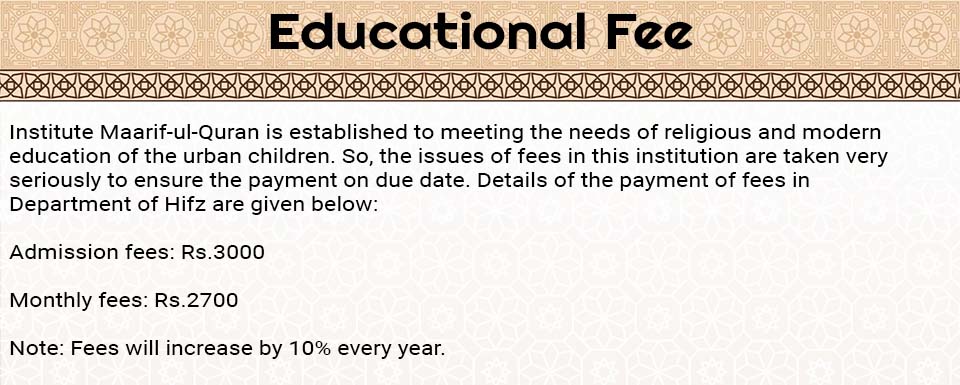 Educational Fee
Institute Maarif-ul-Quran is established to meeting the needs of religious and modern
education of the urban children. So, the issues of fees in this institution are taken very
seriously to ensure the payment on due date. Details of the payment of fees in
Department of Hifz are given below:
Admission fees: Rs.3000
Monthly fees: Rs.2700
Note: Fees will increase by 10% every year.